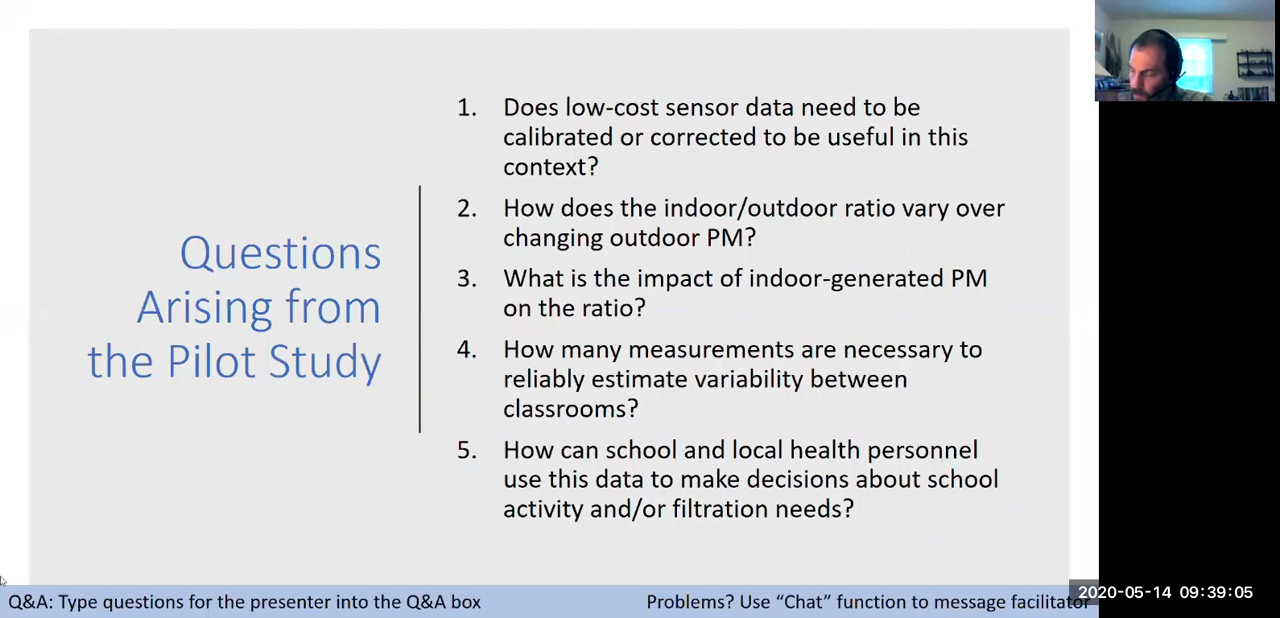 Questions
Arising from
the Pilot Study
1. Does low-cost sensor data need to be
calibrated or corrected to be useful in this
context?
2. How does the indoor/outdoor ratio vary over
changing outdoor PM?
3. What is the impact of indoor-generated PM
on the ratio?
4. How many measurements are necessary to
reliably estimate variability between
classrooms?
5. How can school and local health personnel
use this data to make decisions about school
activity and/or filtration needs?
Q&A: Type questions for the presenter into the Q&A box
Problems? Use “Chat” function to message facilitator
2020-05-14 09:39:05